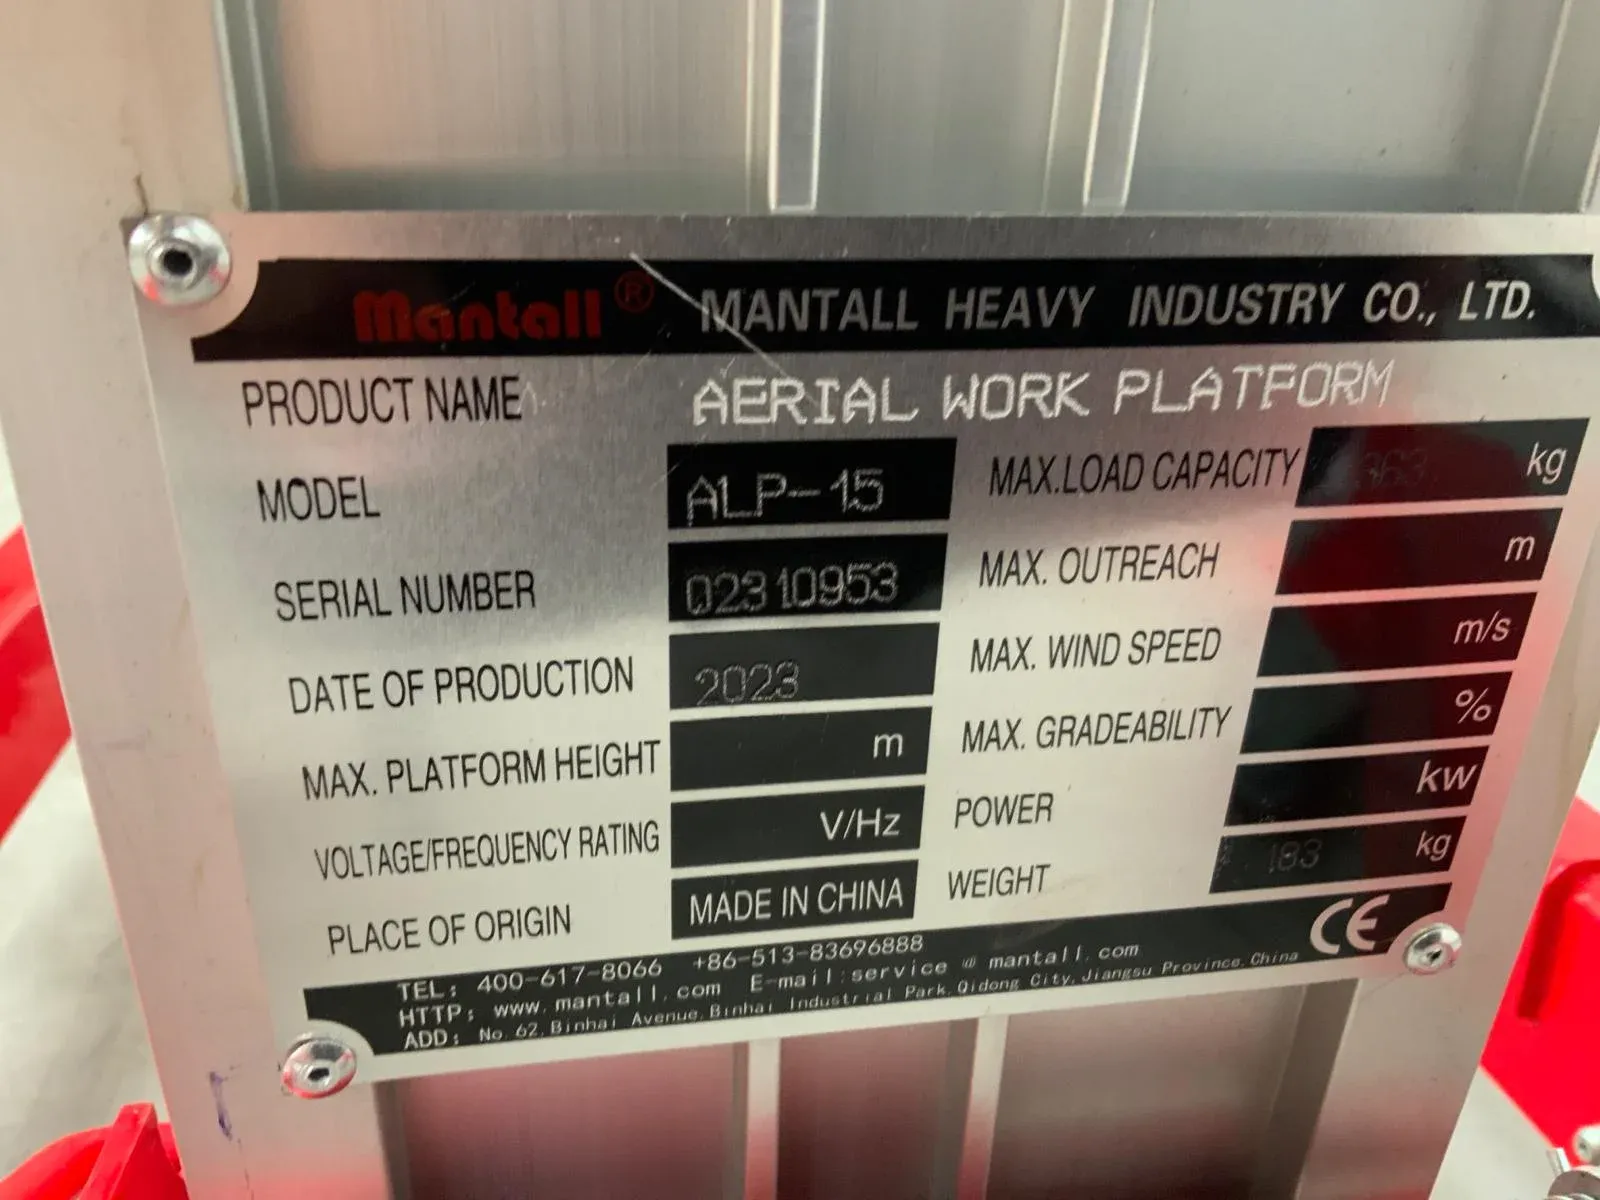 Mantall® MANTALL HEAVY INDUSTRY CO., LTD.
PRODUCT NAME AERIAL WORK PLATFORM
MODEL ALP-15 MAX.LOAD CAPACITY 363 kg
SERIAL NUMBER 02310953 MAX. OUTREACH m
DATE OF PRODUCTION 2023 MAX. WIND SPEED m/s
MAX. PLATFORM HEIGHT m MAX. GRADEABILITY %
VOLTAGE/FREQUENCY RATING V/Hz POWER kw
PLACE OF ORIGIN MADE IN CHINA WEIGHT 183 kg
CE
TEL: 400-617-8066 +86-513-83696888
HTTP: www.mantall.com E-mail:service @ mantall.com
ADD: No.62,Binhai Avenue,Binhai Industrial Park,Qidong City,Jiangsu Province.China